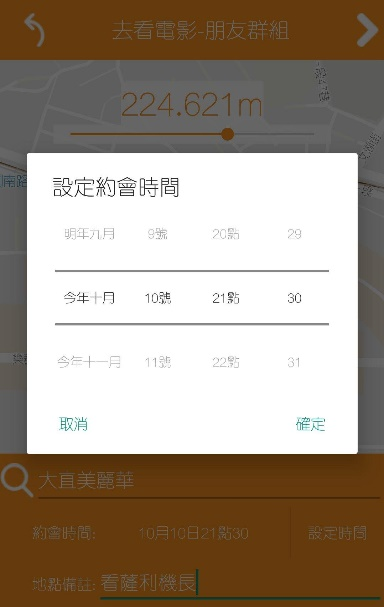 去看電影-朋友群組
224.621m
設定約會時間
明年九月 9號 20點 29
今年十月 10號 21點 30
今年十一月 11號 22點 31
取消 確定
大直美麗華
約會時間: 10月10日21點30 設定時間
地點備註: 看薩利機長